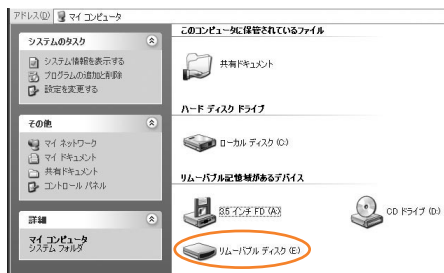 アドレス(D) マイ コンピュータ
システムのタスク
システム情報を表示する
プログラムの追加と削除
設定を変更する
その他
マイ ネットワーク
マイ ドキュメント
共有ドキュメント
コントロール パネル
詳細
マイ コンピュータ
システム フォルダ
このコンピュータに保管されているファイル
共有ドキュメント
ハード ディスク ドライブ
ローカル ディスク (C:)
リムーバブル記憶域があるデバイス
3.5 インチ FD (A:)
CD ドライブ (D:)
リムーバブル ディスク (E:)